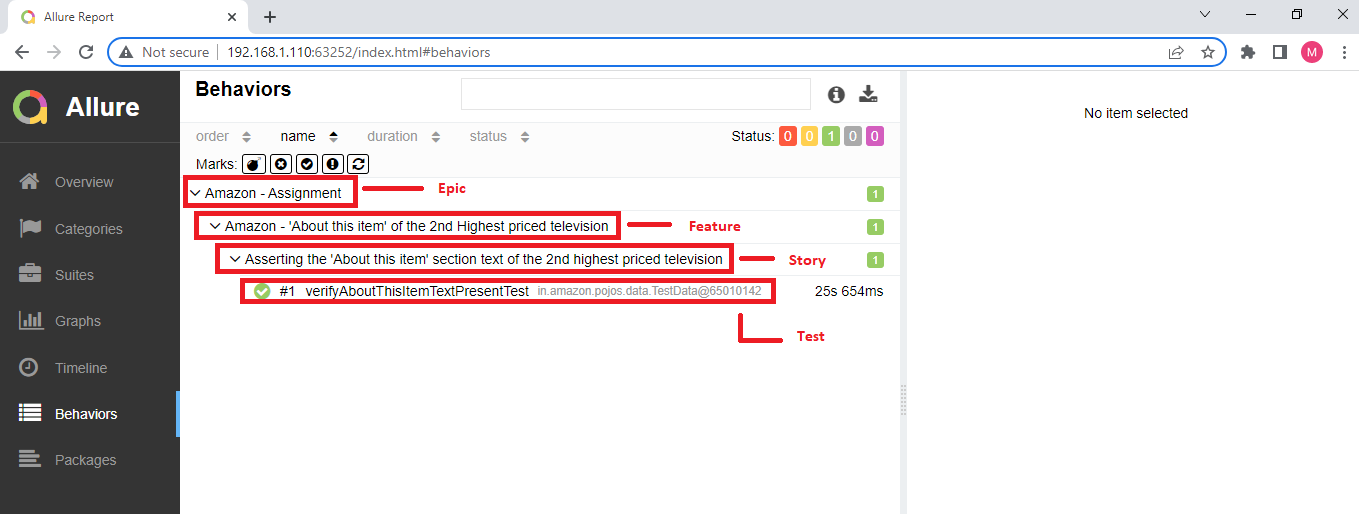 Allure Report
Not secure 192.168.1.110:63252/index.html#behaviors
M
Allure
Overview
Categories
Suites
Graphs
Timeline
Behaviors
Packages
Behaviors
order name duration status Status: 0 0 1 0 0
Marks:
Amazon - Assignment Epic 1
Amazon - 'About this item' of the 2nd Highest priced television Feature 1
Asserting the 'About this item' section text of the 2nd highest priced television Story 1
#1 verifyAboutThisItemTextPresentTest in.amazon.pojos.data.TestData@65010142 25s 654ms
Test
No item selected